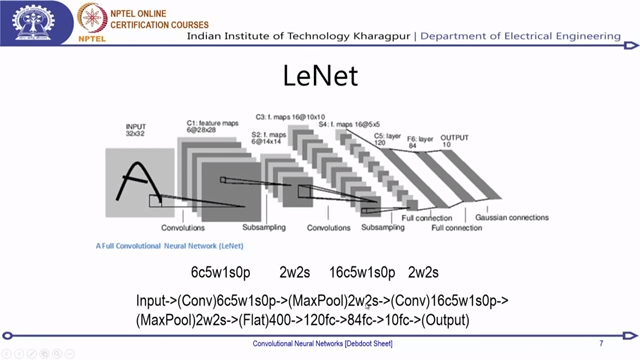 NPTEL ONLINE
CERTIFICATION COURSES
NPTEL
Indian Institute of Technology Kharagpur | Department of Electrical Engineering
LeNet
INPUT
32x32
C1: feature maps
6@28x28
C3: f. maps 16@10x10
S2: f. maps
6@14x14
S4: f. maps 16@5x5
C5: layer
120
F6: layer
84
OUTPUT
10
A
Convolutions
Subsampling
Convolutions
Subsampling
Full connection
Full connection
Gaussian connections
A Full Convolutional Neural Network (LeNet)
6c5w1s0p 2w2s 16c5w1s0p 2w2s
Input->(Conv)6c5w1s0p->(MaxPool)2w2s->(Conv)16c5w1s0p->
(MaxPool)2w2s->(Flat)400->120fc->84fc->10fc->(Output)
Convolutional Neural Networks [Debdoot Sheet]
7